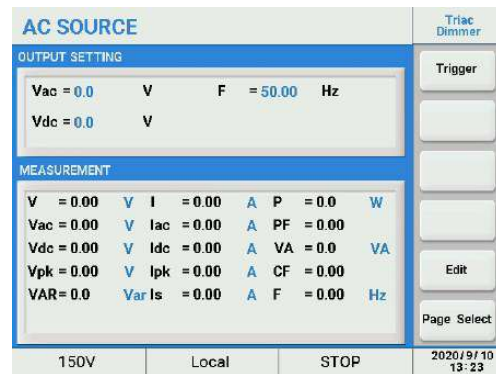 AC SOURCE
Triac
Dimmer
OUTPUT SETTING
Vac = 0.0 V F = 50.00 Hz
Vdc = 0.0 V
Trigger
MEASUREMENT
V = 0.00 V I = 0.00 A P = 0.0 W
Vac = 0.00 V Iac = 0.00 A PF = 0.00
Vdc = 0.00 V Idc = 0.00 A VA = 0.0 VA
Vpk = 0.00 V Ipk = 0.00 A CF = 0.00
VAR= 0.0 Var Is = 0.00 A F = 0.00 Hz
Edit
Page Select
150V Local STOP
2020/9/10
13:23